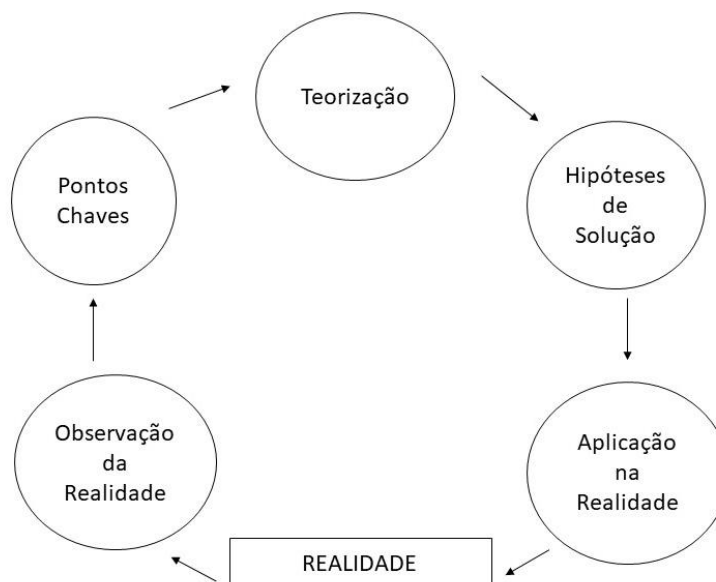 Teorização
Pontos
Chaves
Hipóteses
de
Solução
Observação
da
Realidade
Aplicação
na
Realidade
REALIDADE